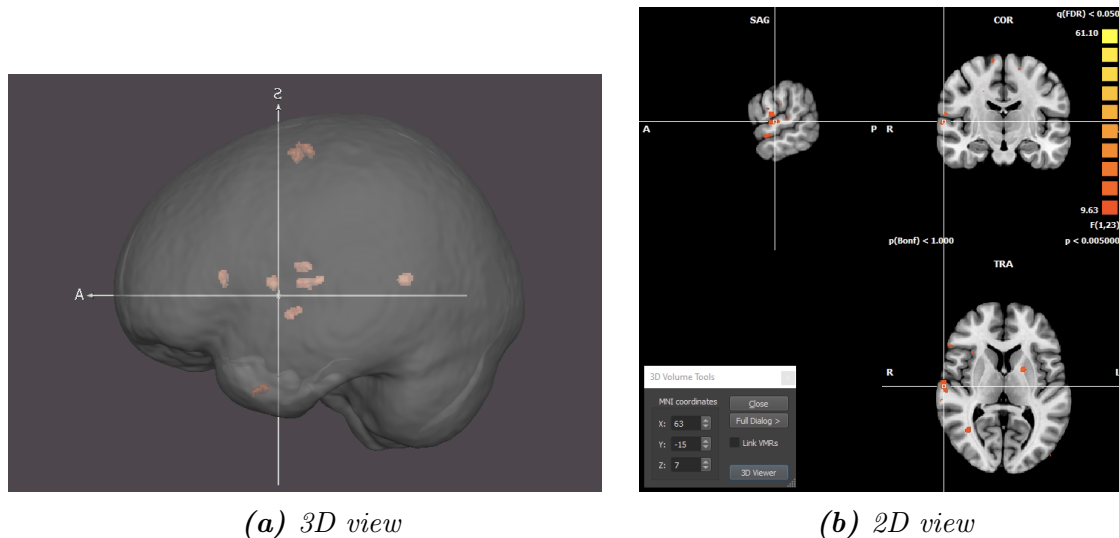 S
A
(a) 3D view
SAG
COR
q(FDR) < 0.050
61.10
A
P
R
9.63
F(1,23)
p(Bonf) < 1.000
p < 0.005000
TRA
R
L
3D Volume Tools
MNI coordinates
X: 63
Y: -15
Z: 7
Close
Full Dialog >
Link VMRs
3D Viewer
(b) 2D view